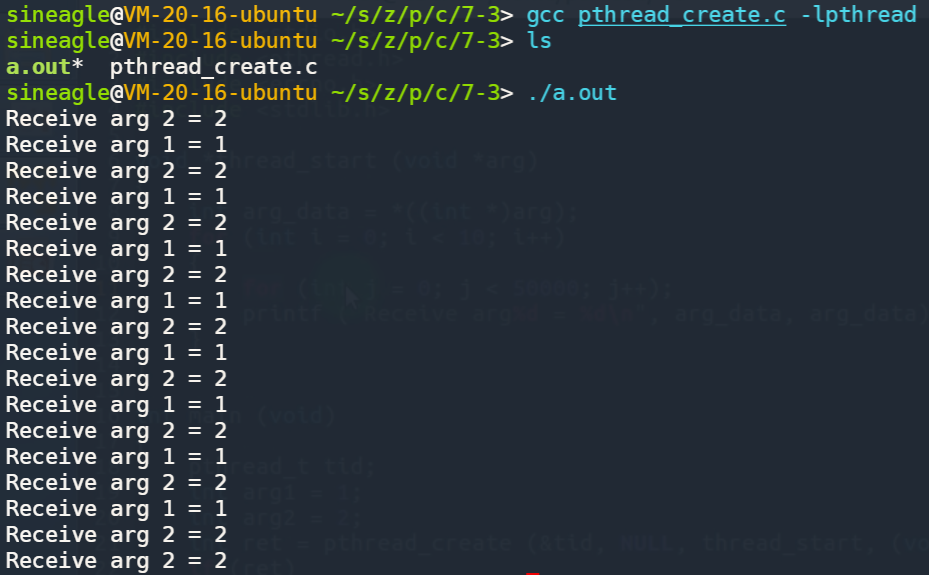 sineagle@VM-20-16-ubuntu ~/s/z/p/c/7-3> gcc pthread_create.c -lpthread
sineagle@VM-20-16-ubuntu ~/s/z/p/c/7-3> ls
a.out*  pthread_create.c
sineagle@VM-20-16-ubuntu ~/s/z/p/c/7-3> ./a.out
Receive arg 2 = 2
Receive arg 1 = 1
Receive arg 2 = 2
Receive arg 1 = 1
Receive arg 2 = 2
Receive arg 1 = 1
Receive arg 2 = 2
Receive arg 1 = 1
Receive arg 2 = 2
Receive arg 1 = 1
Receive arg 2 = 2
Receive arg 1 = 1
Receive arg 2 = 2
Receive arg 1 = 1
Receive arg 2 = 2
Receive arg 1 = 1
Receive arg 2 = 2
Receive arg 2 = 2